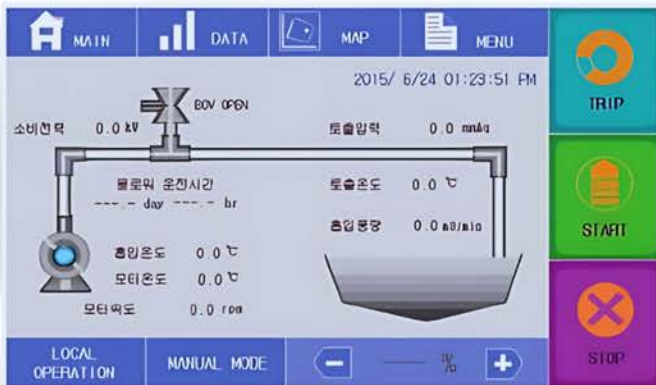 MAIN DATA MAP MENU
2015/ 6/24 01:23:51 PM
TRIP
BOV OPEN
소비전력 0.0
토출압력 0.0 mmAq
블로워 운전시간
---.- day ---.- hr
토출온도 0.0 ℃
흡입풍량 0.0 m3/min
START
흡입온도 0.0 ℃
모터온도 0.0 ℃
모터속도 0.0 rpm
LOCAL
OPERATION
MANUAL MODE
- --- % +
STOP